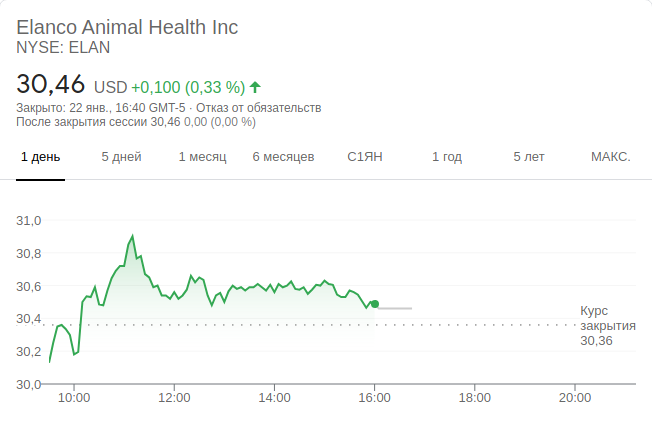 Elanco Animal Health Inc
NYSE: ELAN
30,46 USD +0,100 (0,33 %)
Закрыто: 22 янв., 16:40 GMT-5 · Отказ от обязательств
После закрытия сессии 30,46 0,00 (0,00 %)
1 день 5 дней 1 месяц 6 месяцев С1ЯН 1 год 5 лет МАКС.
31,0
30,8
30,6
30,4
30,2
30,0
Курс
закрытия
30,36
10:00 12:00 14:00 16:00 18:00 20:00